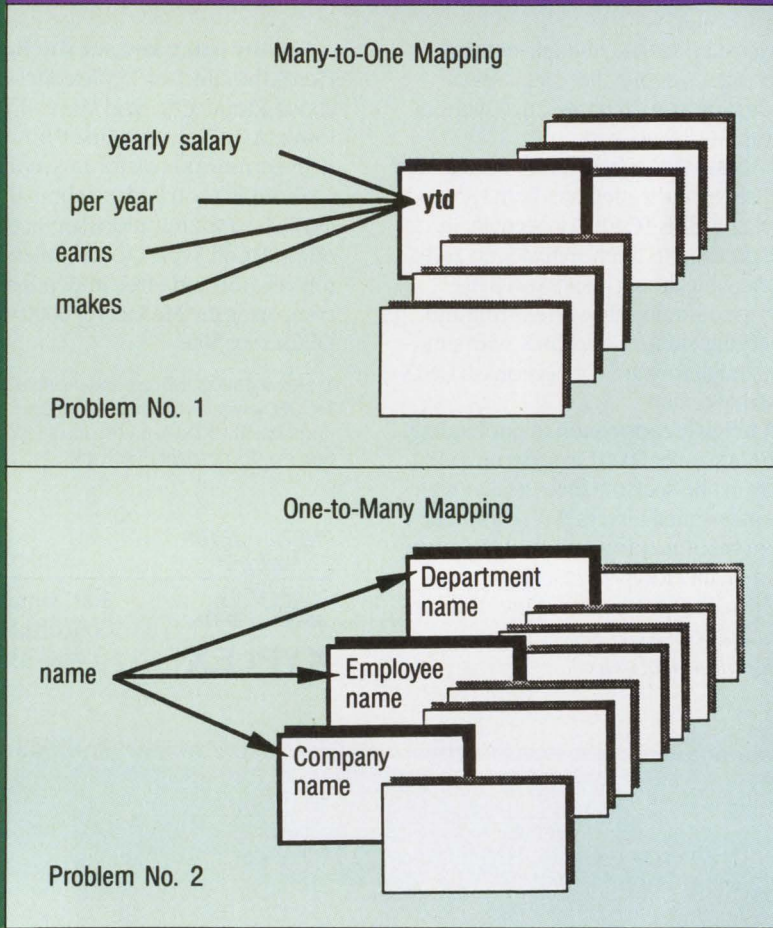 Many-to-One Mapping
yearly salary
per year
ytd
earns
makes
Problem No. 1
One-to-Many Mapping
Department
name
name
Employee
name
Company
name
Problem No. 2